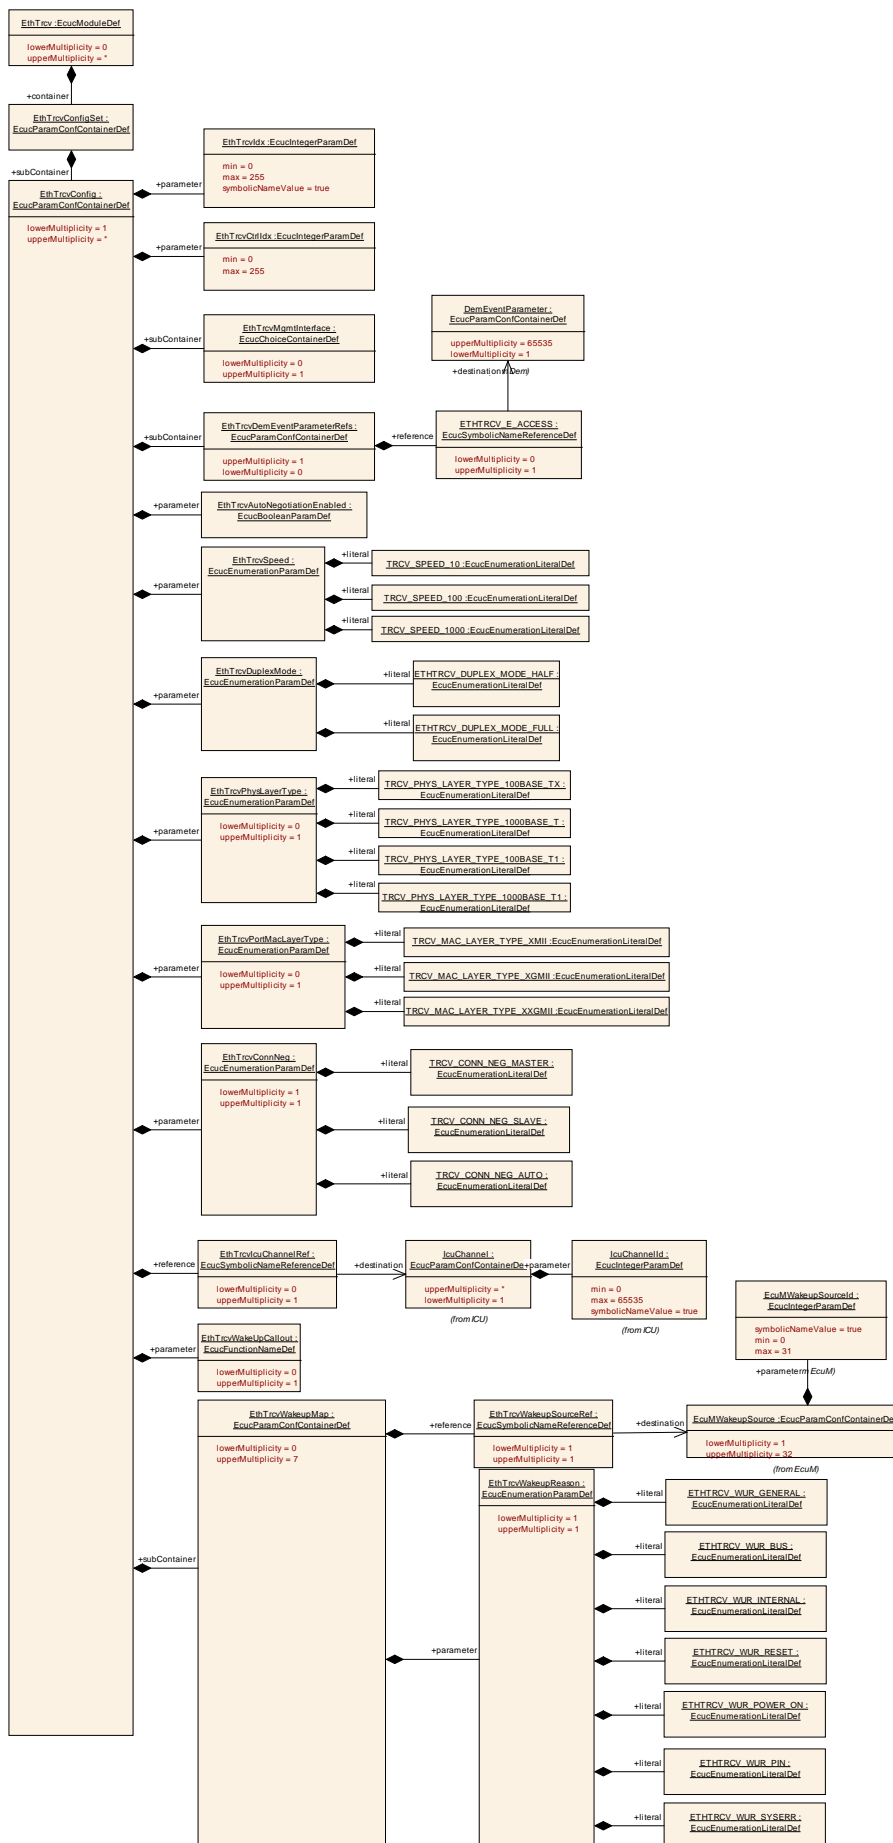 EthTrcv :EcucModuleDef
lowerMultiplicity = 0
upperMultiplicity = *
+container
EthTrcvConfigSet :
EcucParamConfContainerDef
+subContainer
EthTrcvConfig :
EcucParamConfContainerDef
lowerMultiplicity = 1
upperMultiplicity = *
+parameter
EthTrcvIdx :EcucIntegerParamDef
min = 0
max = 255
symbolicNameValue = true
+parameter
EthTrcvCtrlIdx :EcucIntegerParamDef
min = 0
max = 255
+subContainer
EthTrcvMgmtInterface :
EcucChoiceContainerDef
lowerMultiplicity = 0
upperMultiplicity = 1
DemEventParameter :
EcucParamConfContainerDef
upperMultiplicity = 65535
lowerMultiplicity = 1
+destination
Dem)
+subContainer
EthTrcvDemEventParameterRefs :
EcucParamConfContainerDef
upperMultiplicity = 1
lowerMultiplicity = 0
+reference
ETHTRCV_E_ACCESS :
EcucSymbolicNameReferenceDef
lowerMultiplicity = 0
upperMultiplicity = 1
+parameter
EthTrcvAutoNegotiationEnabled :
EcucBooleanParamDef
+parameter
EthTrcvSpeed :
EcucEnumerationParamDef
+literal
TRCV_SPEED_10 :EcucEnumerationLiteralDef
+literal
TRCV_SPEED_100 :EcucEnumerationLiteralDef
+literal
TRCV_SPEED_1000 :EcucEnumerationLiteralDef
+parameter
EthTrcvDuplexMode :
EcucEnumerationParamDef
+literal
ETHTRCV_DUPLEX_MODE_HALF :
EcucEnumerationLiteralDef
+literal
ETHTRCV_DUPLEX_MODE_FULL :
EcucEnumerationLiteralDef
+parameter
EthTrcvPhysLayerType :
EcucEnumerationParamDef
lowerMultiplicity = 0
upperMultiplicity = 1
+literal
TRCV_PHYS_LAYER_TYPE_100BASE_TX :
EcucEnumerationLiteralDef
+literal
TRCV_PHYS_LAYER_TYPE_1000BASE_T :
EcucEnumerationLiteralDef
+literal
TRCV_PHYS_LAYER_TYPE_100BASE_T1 :
EcucEnumerationLiteralDef
+literal
TRCV_PHYS_LAYER_TYPE_1000BASE_T1 :
EcucEnumerationLiteralDef
+parameter
EthTrcvPortMacLayerType :
EcucEnumerationParamDef
lowerMultiplicity = 0
upperMultiplicity = 1
+literal
TRCV_MAC_LAYER_TYPE_XMII :EcucEnumerationLiteralDef
+literal
TRCV_MAC_LAYER_TYPE_XGMII :EcucEnumerationLiteralDef
+literal
TRCV_MAC_LAYER_TYPE_XXGMII :EcucEnumerationLiteralDef
+parameter
EthTrcvConnNeg :
EcucEnumerationParamDef
lowerMultiplicity = 1
upperMultiplicity = 1
+literal
TRCV_CONN_NEG_MASTER :
EcucEnumerationLiteralDef
+literal
TRCV_CONN_NEG_SLAVE :
EcucEnumerationLiteralDef
+literal
TRCV_CONN_NEG_AUTO :
EcucEnumerationLiteralDef
+reference
EthTrcvIcuChannelRef :
EcucSymbolicNameReferenceDef
lowerMultiplicity = 0
upperMultiplicity = 1
+destination
IcuChannel :
EcucParamConfContainerDe
upperMultiplicity = *
lowerMultiplicity = 1
(from ICU)
+parameter
IcuChannelId :
EcucIntegerParamDef
min = 0
max = 65535
symbolicNameValue = true
(from ICU)
EcuMWakeupSourceId :
EcucIntegerParamDef
symbolicNameValue = true
min = 0
max = 31
+parameter
EcuM)
+parameter
EthTrcvWakeUpCallout :
EcucFunctionNameDef
lowerMultiplicity = 0
upperMultiplicity = 1
+subContainer
EthTrcvWakeupMap :
EcucParamConfContainerDef
lowerMultiplicity = 0
upperMultiplicity = 7
+reference
EthTrcvWakeupSourceRef :
EcucSymbolicNameReferenceDef
lowerMultiplicity = 1
upperMultiplicity = 1
+destination
EcuMWakeupSource :EcucParamConfContainerDe
lowerMultiplicity = 1
upperMultiplicity = 32
(from EcuM)
+parameter
EthTrcvWakeupReason :
EcucEnumerationParamDef
lowerMultiplicity = 1
upperMultiplicity = 1
+literal
ETHTRCV_WUR_GENERAL :
EcucEnumerationLiteralDef
+literal
ETHTRCV_WUR_BUS :
EcucEnumerationLiteralDef
+literal
ETHTRCV_WUR_INTERNAL :
EcucEnumerationLiteralDef
+literal
ETHTRCV_WUR_RESET :
EcucEnumerationLiteralDef
+literal
ETHTRCV_WUR_POWER_ON :
EcucEnumerationLiteralDef
+literal
ETHTRCV_WUR_PIN :
EcucEnumerationLiteralDef
+literal
ETHTRCV_WUR_SYSERR :
EcucEnumerationLiteralDef